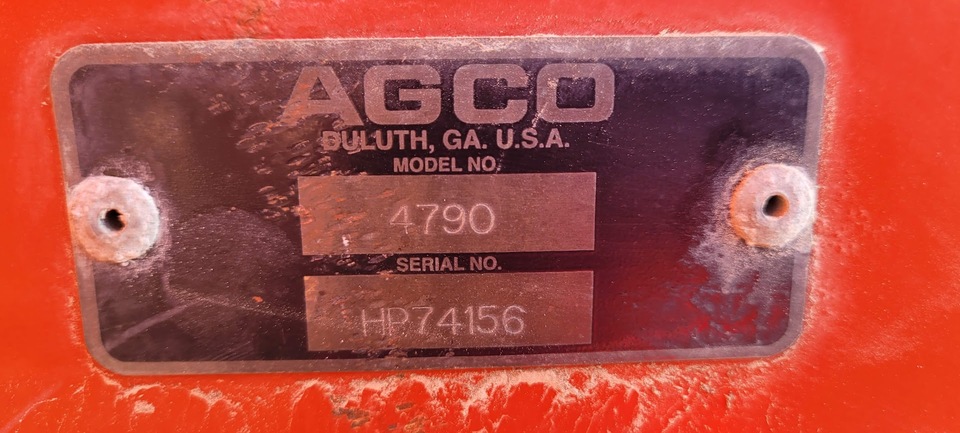 AGCO
DULUTH, GA. U.S.A.
MODEL NO.
4790
SERIAL NO.
HP74156